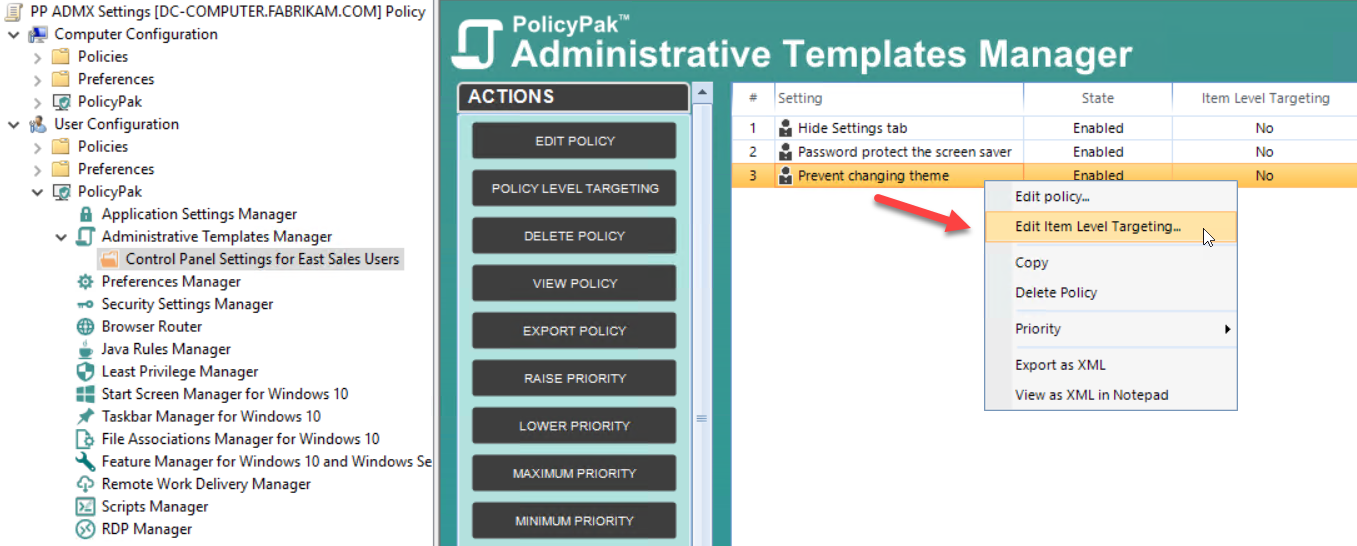 PP ADMX Settings [DC-COMPUTER.FABRIKAM.COM] Policy
Computer Configuration
Policies
Preferences
PolicyPak
User Configuration
Policies
Preferences
PolicyPak
Application Settings Manager
Administrative Templates Manager
Control Panel Settings for East Sales Users
Preferences Manager
Security Settings Manager
Browser Router
Java Rules Manager
Least Privilege Manager
Start Screen Manager for Windows 10
Taskbar Manager for Windows 10
File Associations Manager for Windows 10
Feature Manager for Windows 10 and Windows Se
Remote Work Delivery Manager
Scripts Manager
RDP Manager
PolicyPak™
Administrative Templates Manager
ACTIONS
EDIT POLICY
POLICY LEVEL TARGETING
DELETE POLICY
VIEW POLICY
EXPORT POLICY
RAISE PRIORITY
LOWER PRIORITY
MAXIMUM PRIORITY
MINIMUM PRIORITY
# Setting State Item Level Targeting
1 Hide Settings tab Enabled No
2 Password protect the screen saver Enabled No
3 Prevent changing theme Enabled No
Edit policy...
Edit Item Level Targeting...
Copy
Delete Policy
Priority
Export as XML
View as XML in Notepad